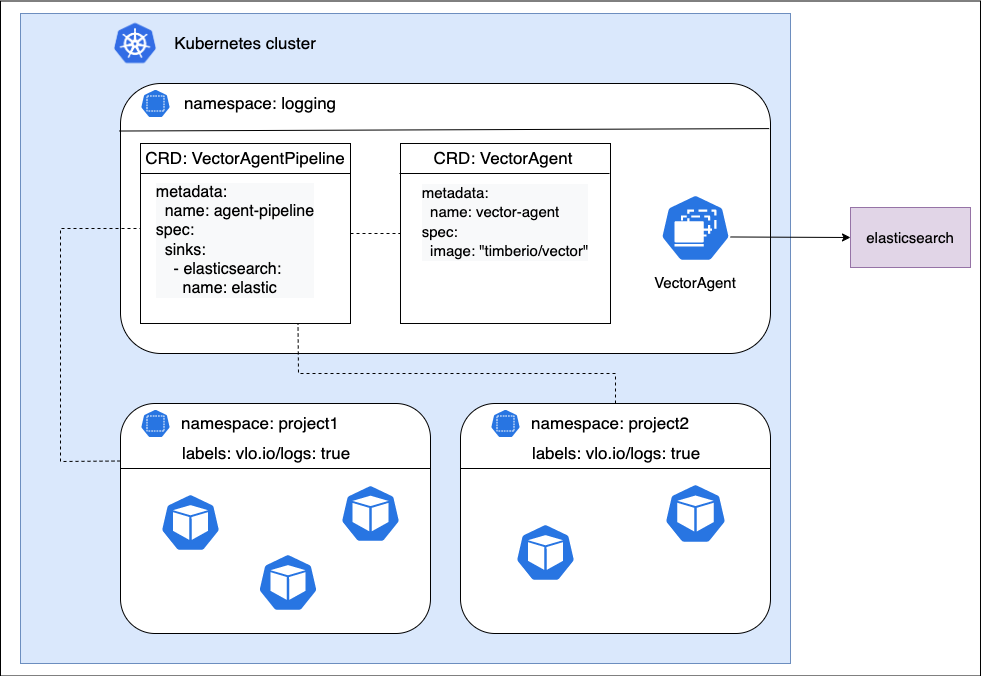 Kubernetes cluster
namespace: logging
CRD: VectorAgentPipeline
metadata:
name: agent-pipeline
spec:
sinks:
- elasticsearch:
name: elastic
CRD: VectorAgent
metadata:
name: vector-agent
spec:
image: "timberio/vector"
VectorAgent
elasticsearch
namespace: project1
labels: vlo.io/logs: true
namespace: project2
labels: vlo.io/logs: true